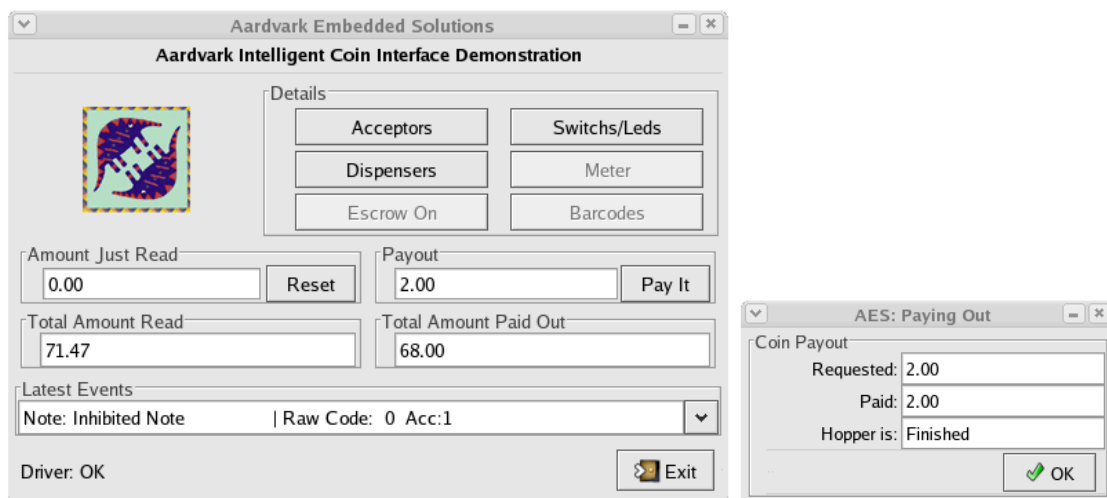 Aardvark Embedded Solutions
Aardvark Intelligent Coin Interface Demonstration
Details
Acceptors
Switchs/Leds
Dispensers
Meter
Escrow On
Barcodes
Amount Just Read
0.00
Reset
Payout
2.00
Pay It
Total Amount Read
71.47
Total Amount Paid Out
68.00
Latest Events
Note: Inhibited Note | Raw Code: 0 Acc:1
Driver: OK
Exit
AES: Paying Out
Coin Payout
Requested: 2.00
Paid: 2.00
Hopper is: Finished
OK